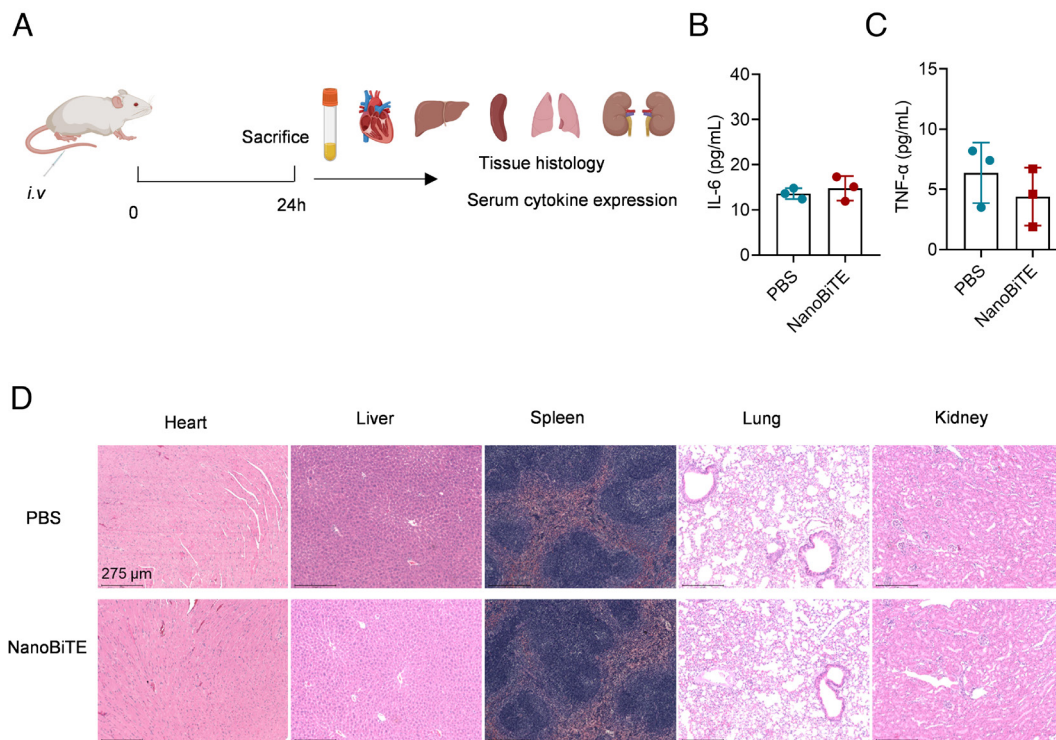 A
i.v
0
24h
Sacrifice
Tissue histology
Serum cytokine expression
B
IL-6 (pg/mL)
40
30
20
10
0
PBS
NanoBiTE
C
TNF-α (pg/mL)
15
10
5
0
PBS
NanoBiTE
D
Heart
Liver
Spleen
Lung
Kidney
PBS
275 μm
NanoBiTE